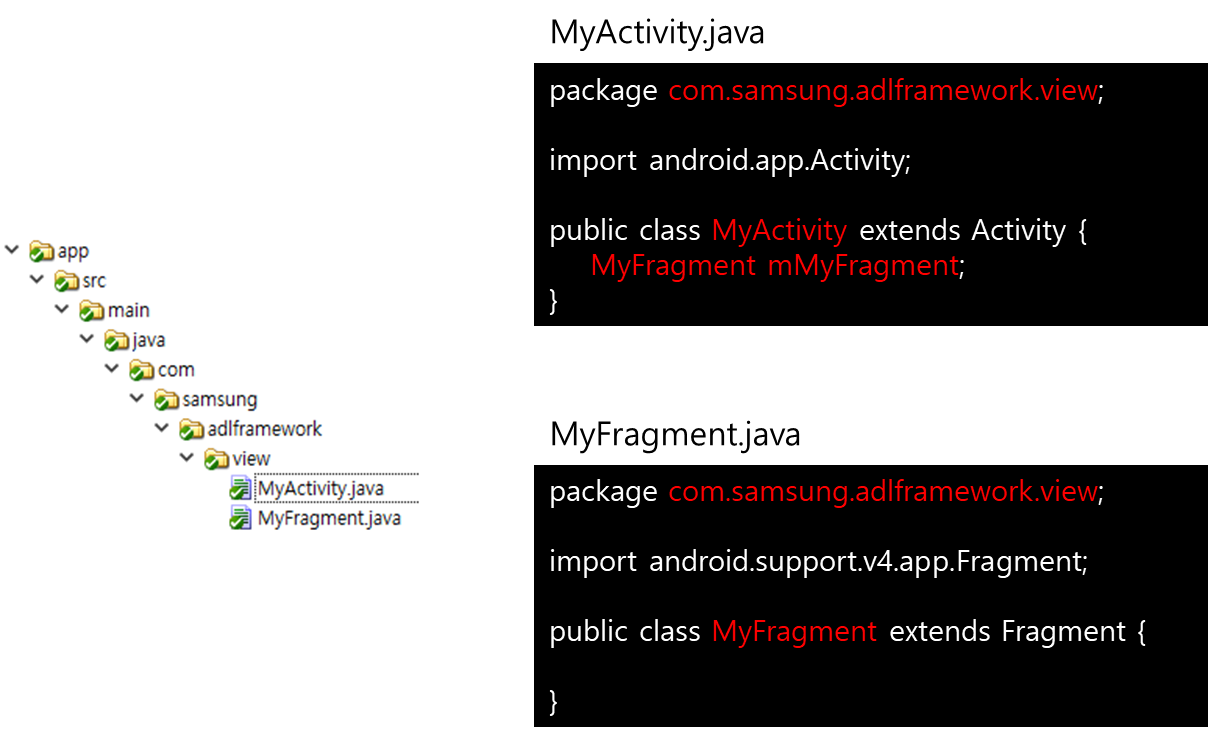 app
src
main
java
com
samsung
adlframework
view
MyActivity.java
MyFragment.java
MyActivity.java
package com.samsung.adlframework.view;
import android.app.Activity;
public class MyActivity extends Activity {
MyFragment mMyFragment;
}
MyFragment.java
package com.samsung.adlframework.view;
import android.support.v4.app.Fragment;
public class MyFragment extends Fragment {
}